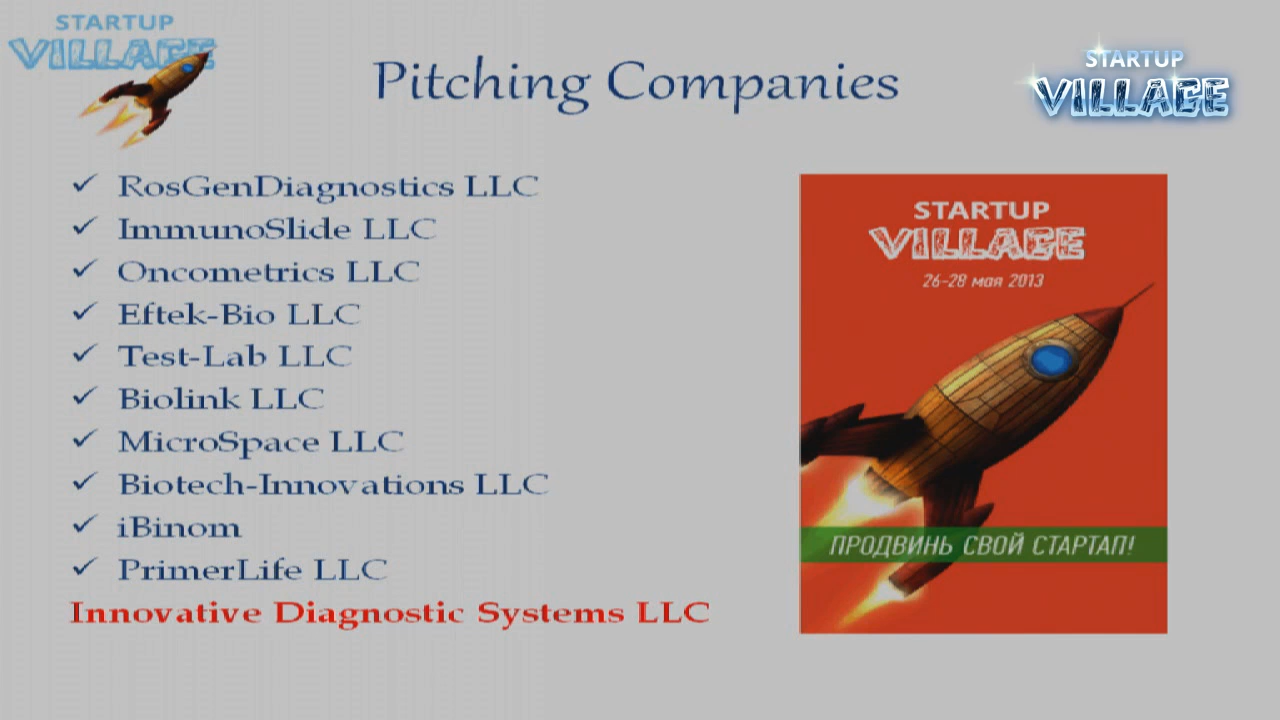 STARTUP
VILLAGE
Pitching Companies
STARTUP
VILLAGE
✓ RosGenDiagnostics LLC
✓ ImmunoSlide LLC
✓ Oncometrics LLC
✓ Eftek-Bio LLC
✓ Test-Lab LLC
✓ Biolink LLC
✓ MicroSpace LLC
✓ Biotech-Innovations LLC
✓ iBinom
✓ PrimerLife LLC
Innovative Diagnostic Systems LLC
STARTUP
VILLAGE
26-28 мая 2013
ПРОДВИНЬ СВОЙ СТАРТАП!